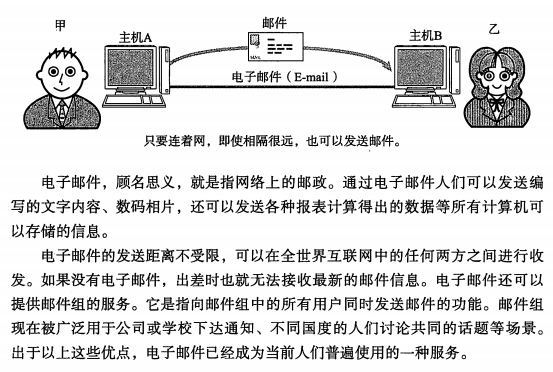 甲
邮件
乙
主机A
主机B
MAIL
电子邮件（E-mail）
只要连着网，即使相隔很远，也可以发送邮件。
电子邮件，顾名思义，就是指网络上的邮政。通过电子邮件人们可以发送编
写的文字内容、数码相片，还可以发送各种报表计算得出的数据等所有计算机可
以存储的信息。
电子邮件的发送距离不受限，可以在全世界互联网中的任何两方之间进行收
发。如果没有电子邮件，出差时也就无法接收最新的邮件信息。电子邮件还可以
提供邮件组的服务。它是指向邮件组中的所有用户同时发送邮件的功能。邮件组
现在被广泛用于公司或学校下达通知、不同国度的人们讨论共同的话题等场景。
出于以上这些优点，电子邮件已经成为当前人们普遍使用的一种服务。